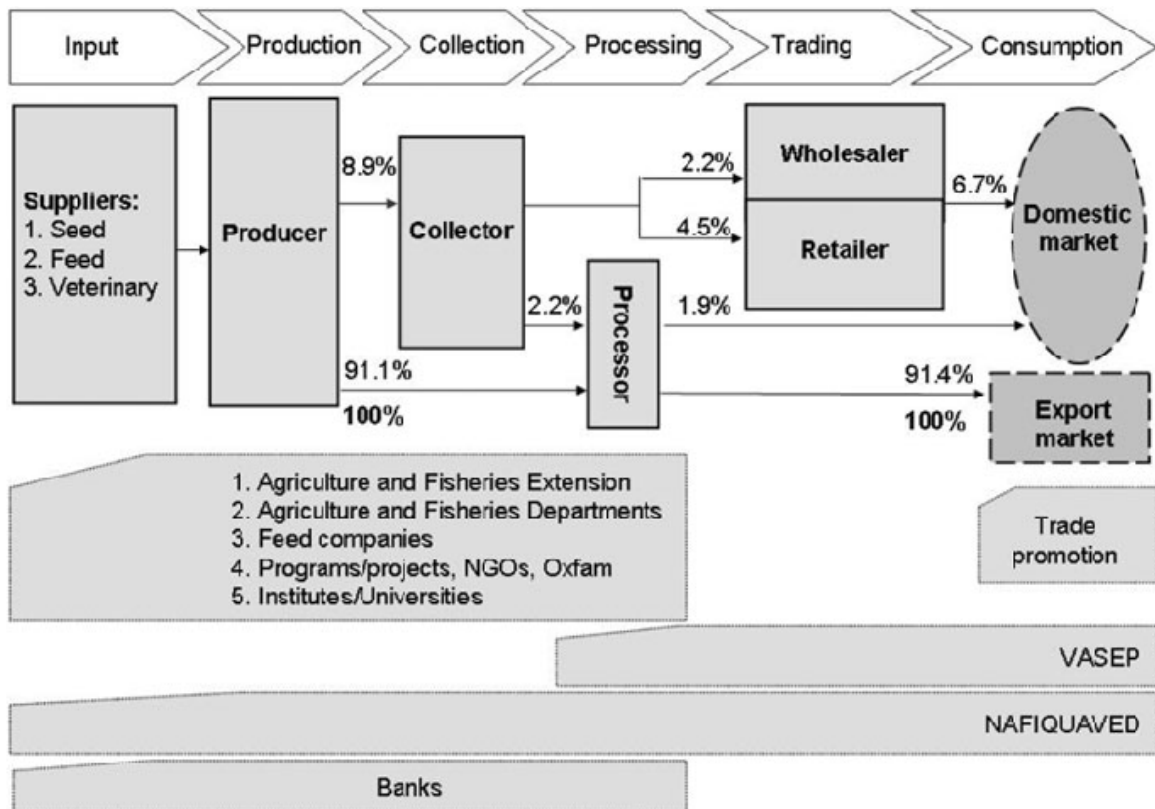 Input
Production
Collection
Processing
Trading
Consumption
Suppliers:
1. Seed
2. Feed
3. Veterinary
Producer
8.9%
Collector
2.2%
4.5%
Wholesaler
Retailer
6.7%
Domestic
market
2.2%
Processor
1.9%
91.1%
100%
91.4%
100%
Export
market
1. Agriculture and Fisheries Extension
2. Agriculture and Fisheries Departments
3. Feed companies
4. Programs/projects, NGOs, Oxfam
5. Institutes/Universities
Trade
promotion
VASEP
NAFIQUAVED
Banks